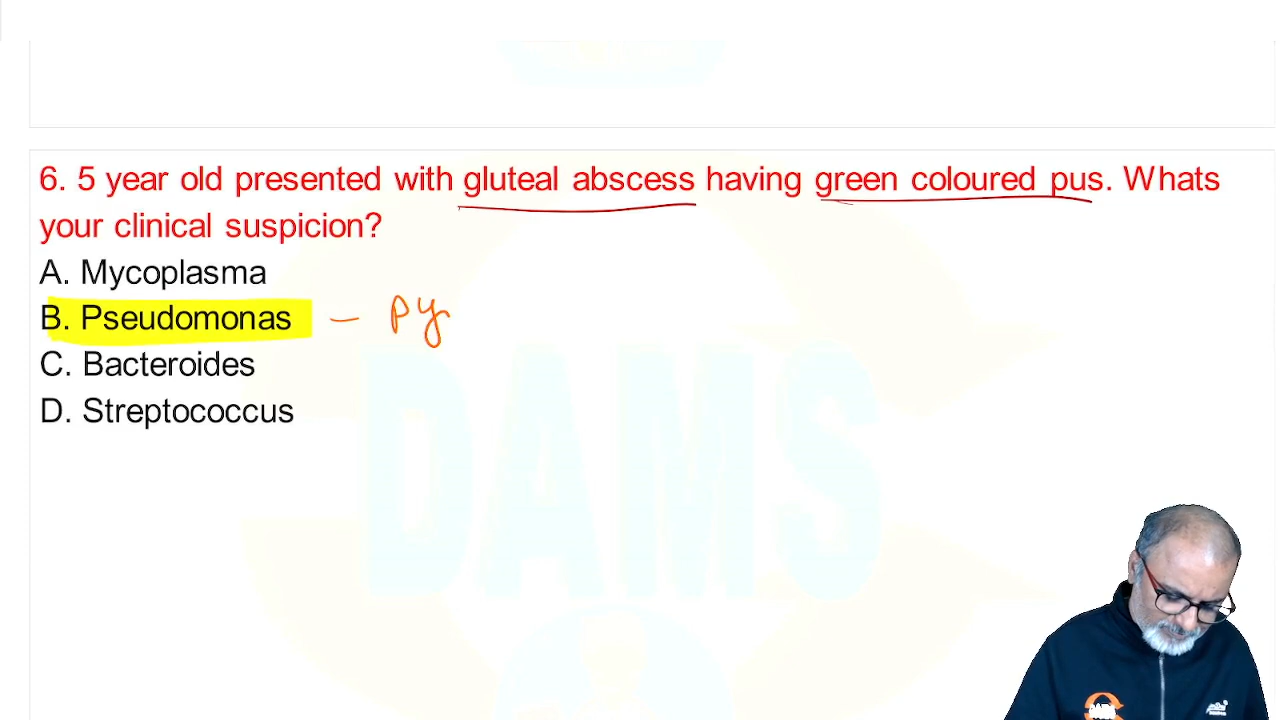 6. 5 year old presented with gluteal abscess having green coloured pus. Whats
your clinical suspicion?
A. Mycoplasma
B. Pseudomonas – Py
C. Bacteroides
D. Streptococcus
DAMS